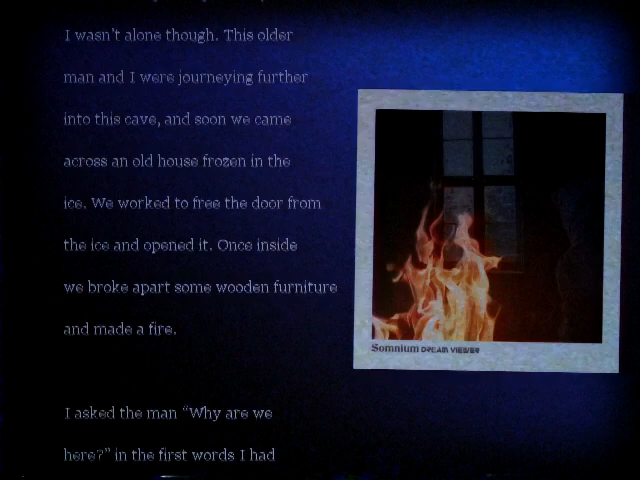 I wasn't alone though. This older
man and I were journeying further
into this cave, and soon we came
across an old house frozen in the
ice. We worked to free the door from
the ice and opened it. Once inside
we broke apart some wooden furniture
and made a fire.
I asked the man “Why are we
here?” in the first words I had
Somnium DREAM VIEWER